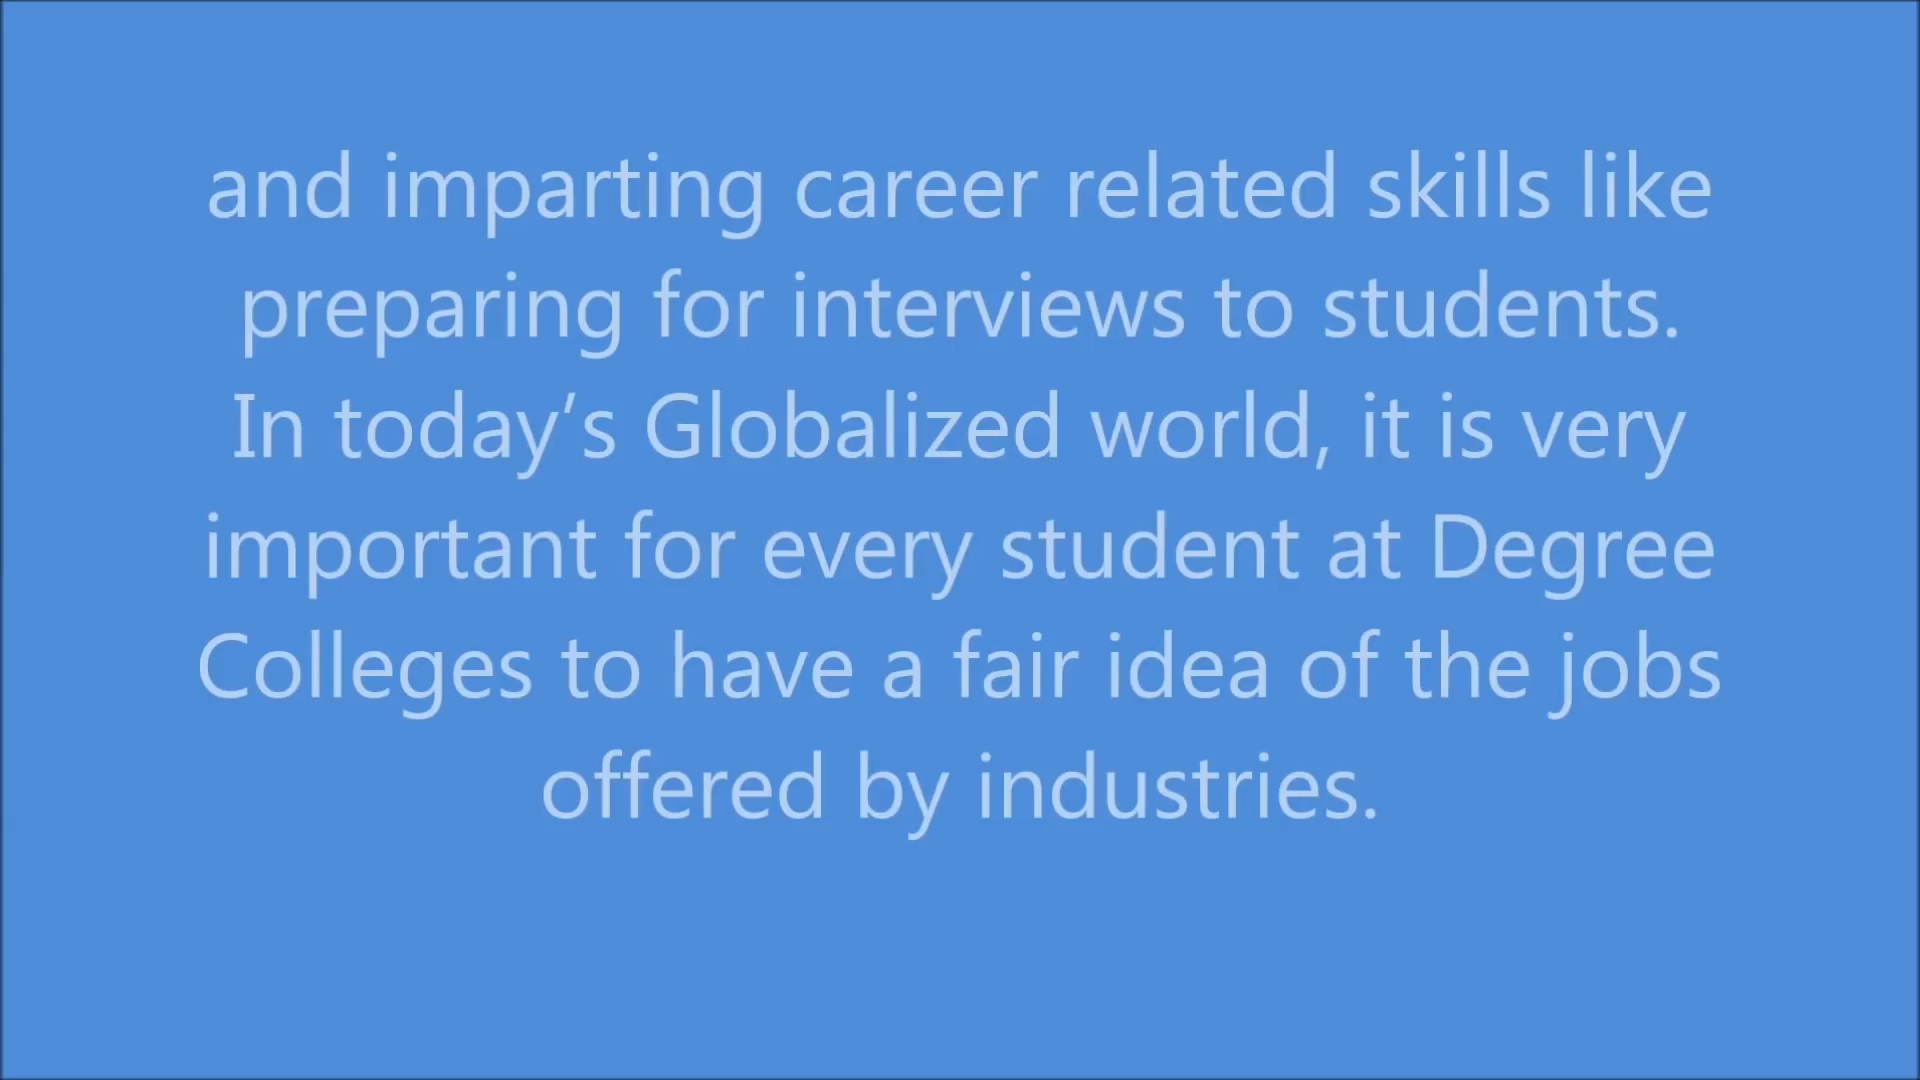 and imparting career related skills like
preparing for interviews to students.
In today’s Globalized world, it is very
important for every student at Degree
Colleges to have a fair idea of the jobs
offered by industries.